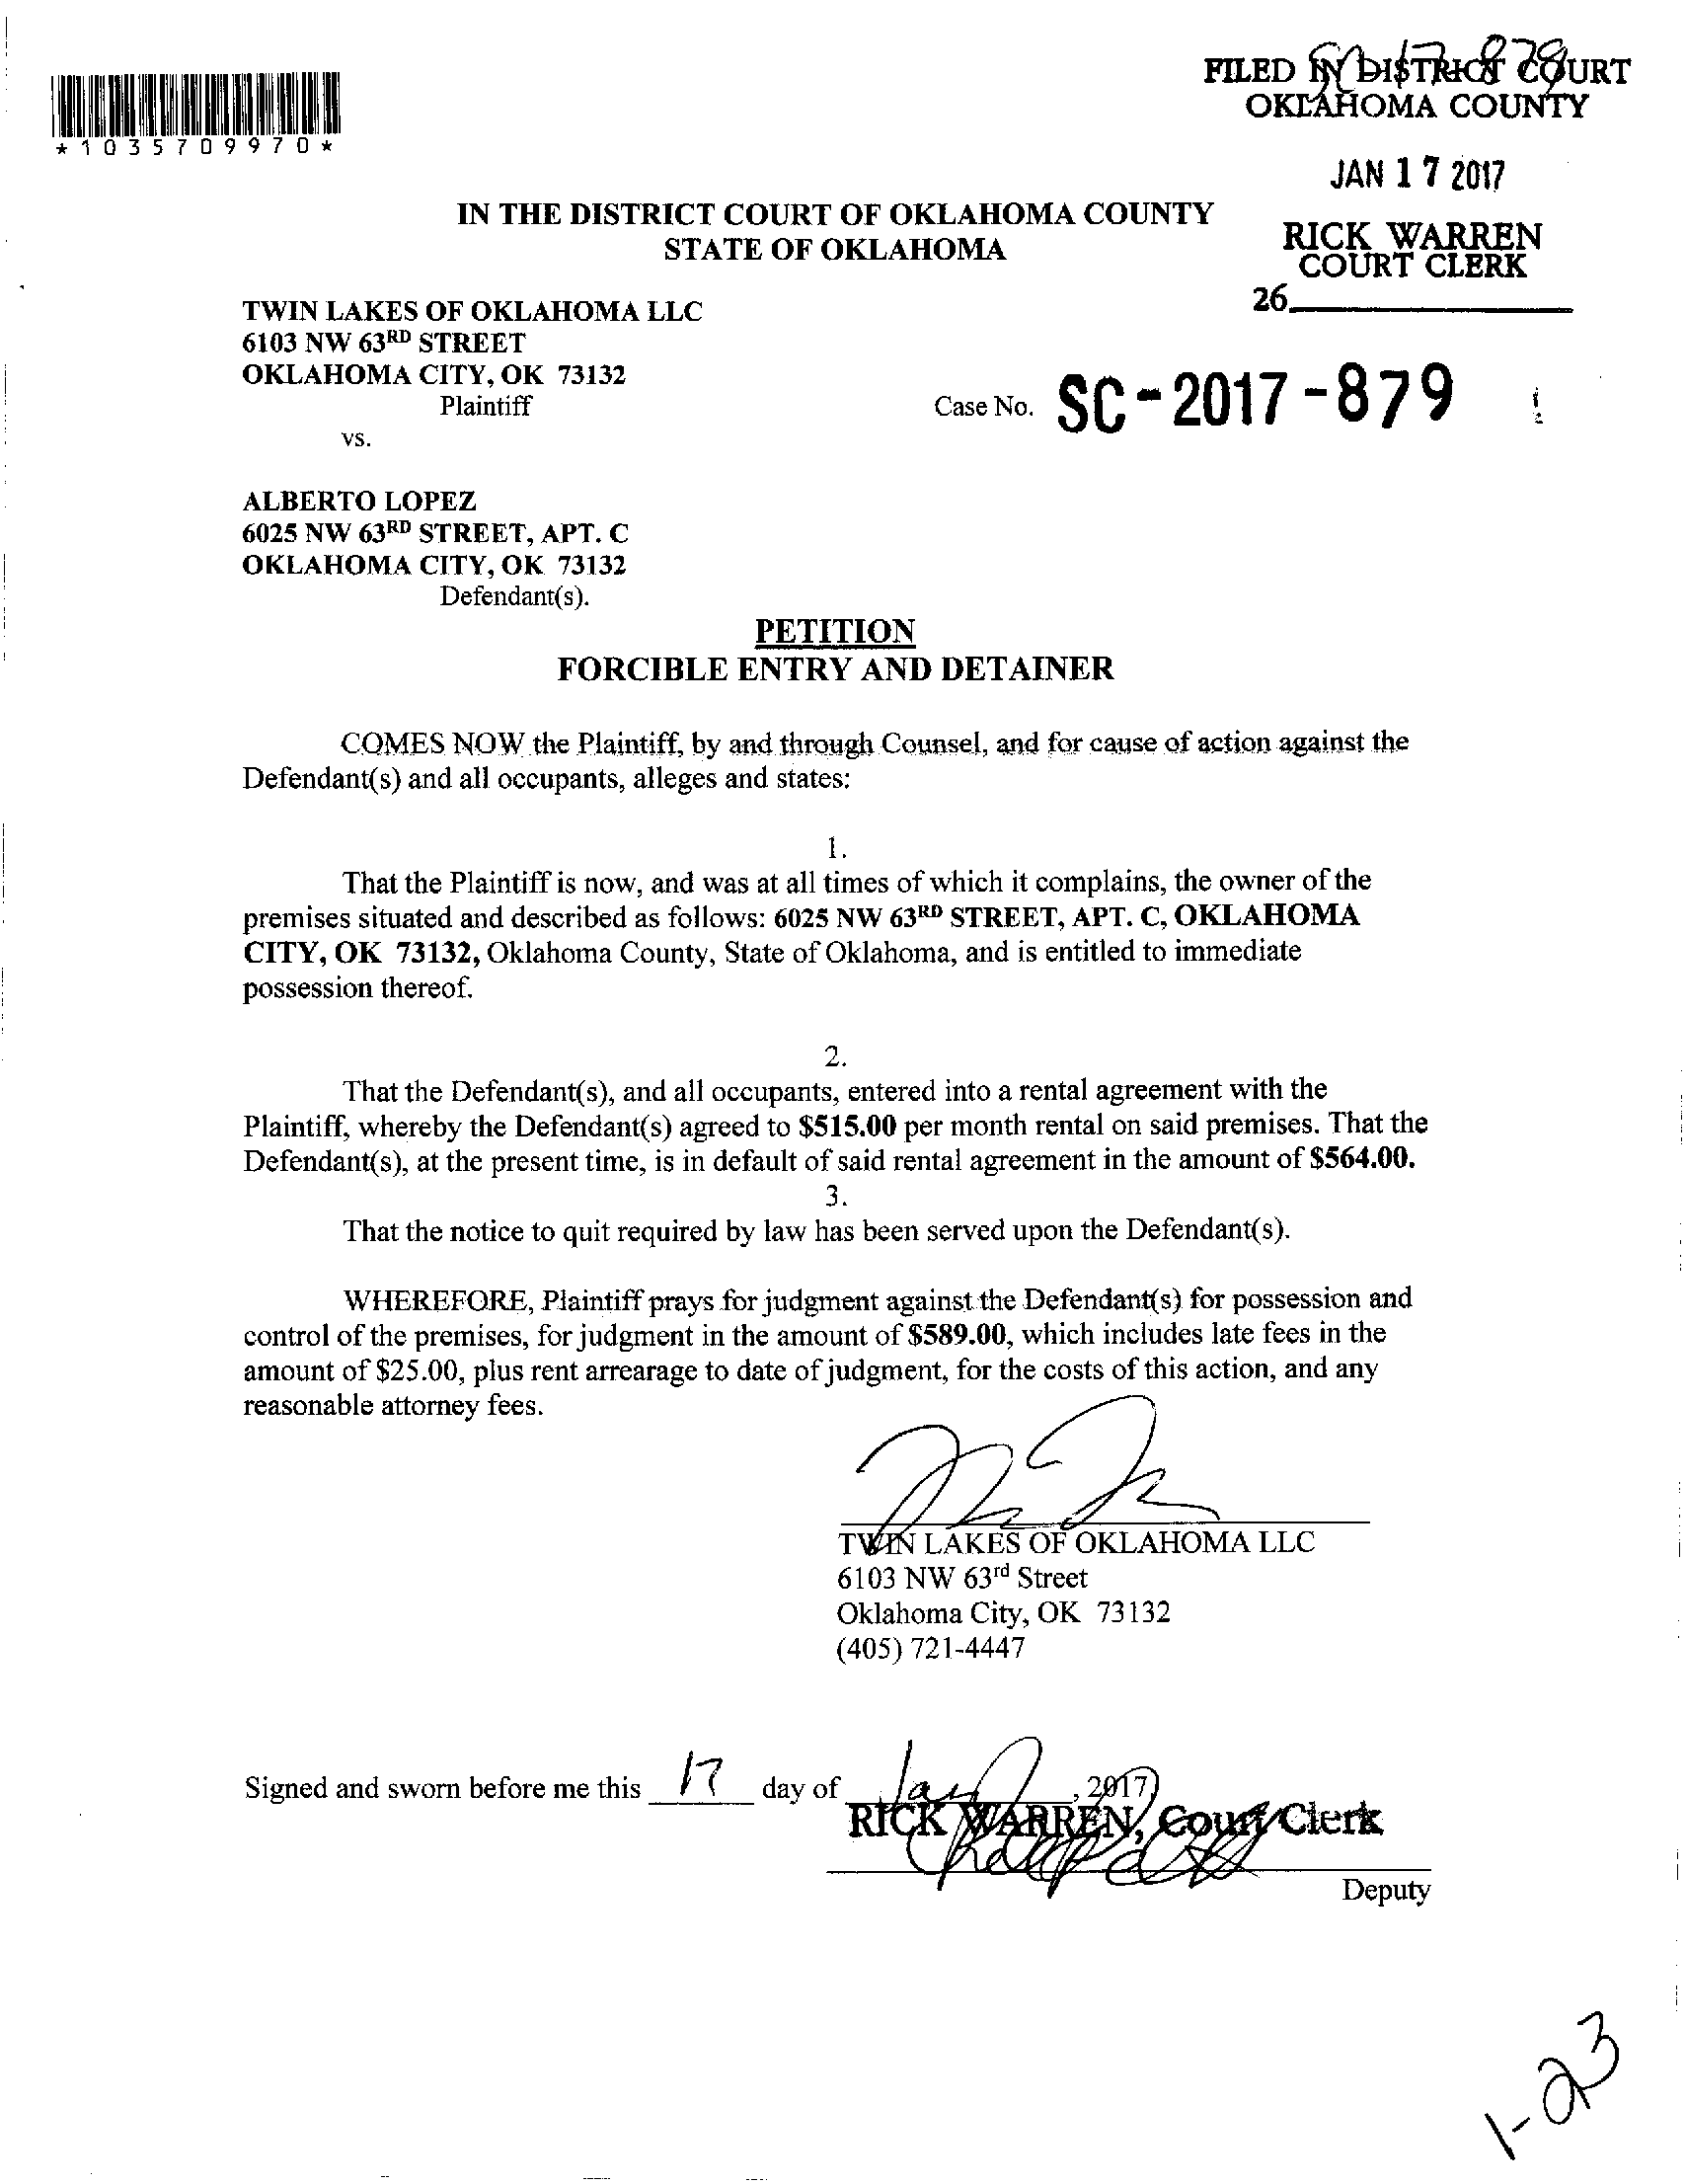 SC 17-879
FILED IN DISTRICT COURT
OKLAHOMA COUNTY
*1035709970*
JAN 17 2017
IN THE DISTRICT COURT OF OKLAHOMA COUNTY
STATE OF OKLAHOMA
RICK WARREN
COURT CLERK
26
TWIN LAKES OF OKLAHOMA LLC
6103 NW 63RD STREET
OKLAHOMA CITY, OK 73132
Plaintiff
Case No. SC-2017-879
vs.
ALBERTO LOPEZ
6025 NW 63RD STREET, APT. C
OKLAHOMA CITY, OK 73132
Defendant(s).
PETITION
FORCIBLE ENTRY AND DETAINER
COMES NOW the Plaintiff, by and through Counsel, and for cause of action against the
Defendant(s) and all occupants, alleges and states:
1.
That the Plaintiff is now, and was at all times of which it complains, the owner of the
premises situated and described as follows: 6025 NW 63RD STREET, APT. C, OKLAHOMA
CITY, OK 73132, Oklahoma County, State of Oklahoma, and is entitled to immediate
possession thereof.
2.
That the Defendant(s), and all occupants, entered into a rental agreement with the
Plaintiff, whereby the Defendant(s) agreed to $515.00 per month rental on said premises. That the
Defendant(s), at the present time, is in default of said rental agreement in the amount of $564.00.
3.
That the notice to quit required by law has been served upon the Defendant(s).
WHEREFORE, Plaintiff prays for judgment against the Defendant(s) for possession and
control of the premises, for judgment in the amount of $589.00, which includes late fees in the
amount of $25.00, plus rent arrearage to date of judgment, for the costs of this action, and any
reasonable attorney fees.
TWIN LAKES OF OKLAHOMA LLC
6103 NW 63rd Street
Oklahoma City, OK 73132
(405) 721-4447
Signed and sworn before me this 17 day of Jan, 2017
RICK WARREN, Court Clerk
Deputy
1-23